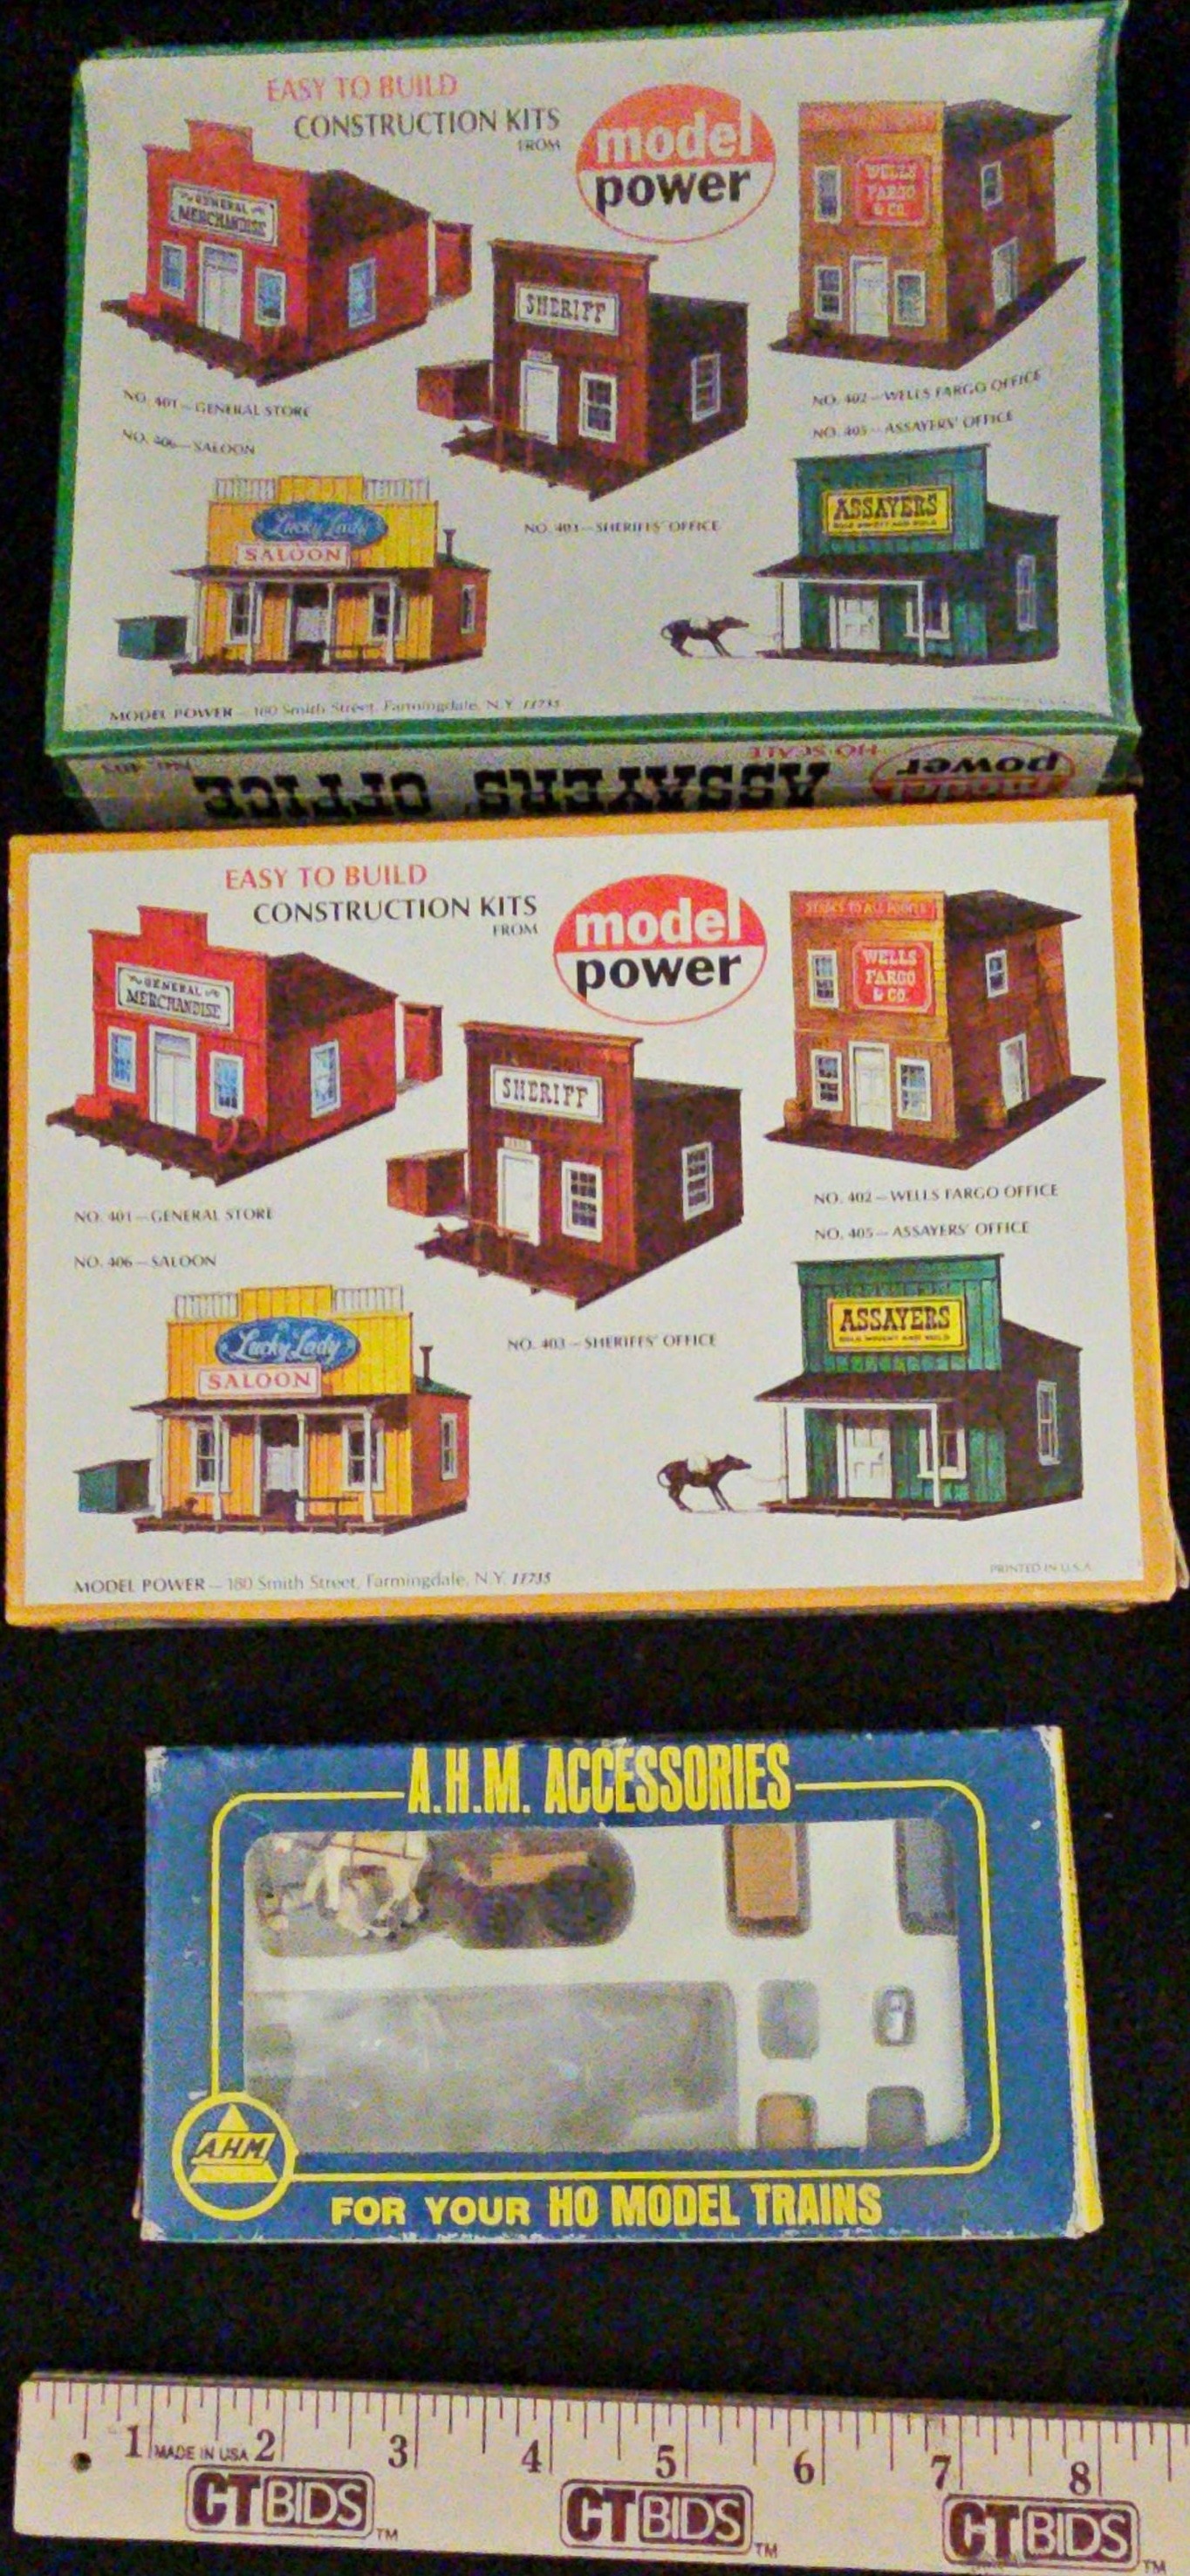 EASY TO BUILD
CONSTRUCTION KITS
FROM
model
power
GENERAL
MERCHANDISE
SHERIFF
WELLS
FARGO
& CO.
NO. 401 — GENERAL STORE
NO. 406 — SALOON
NO. 402 — WELLS FARGO OFFICE
NO. 405 — ASSAYERS' OFFICE
Lucky Lady
SALOON
NO. 403 — SHERIFFS' OFFICE
ASSAYERS
MODEL POWER — 180 Smith Street, Farmingdale, N.Y. 11735
NO. 405
ASSAYERS OFFICE
HO SCALE
model
power
EASY TO BUILD
CONSTRUCTION KITS
FROM
model
power
GENERAL
MERCHANDISE
SHERIFF
WELLS
FARGO
& CO.
NO. 401 — GENERAL STORE
NO. 406 — SALOON
NO. 402 — WELLS FARGO OFFICE
NO. 405 — ASSAYERS' OFFICE
Lucky Lady
SALOON
NO. 403 — SHERIFFS' OFFICE
ASSAYERS
MODEL POWER — 180 Smith Street, Farmingdale, N.Y. 11735
PRINTED IN U.S.A.
A.H.M. ACCESSORIES
A.H.M.
FOR YOUR HO MODEL TRAINS
1 MADE IN USA 2 3 4 5 6 7 8
CTBIDS™ CTBIDS™ CTBIDS™